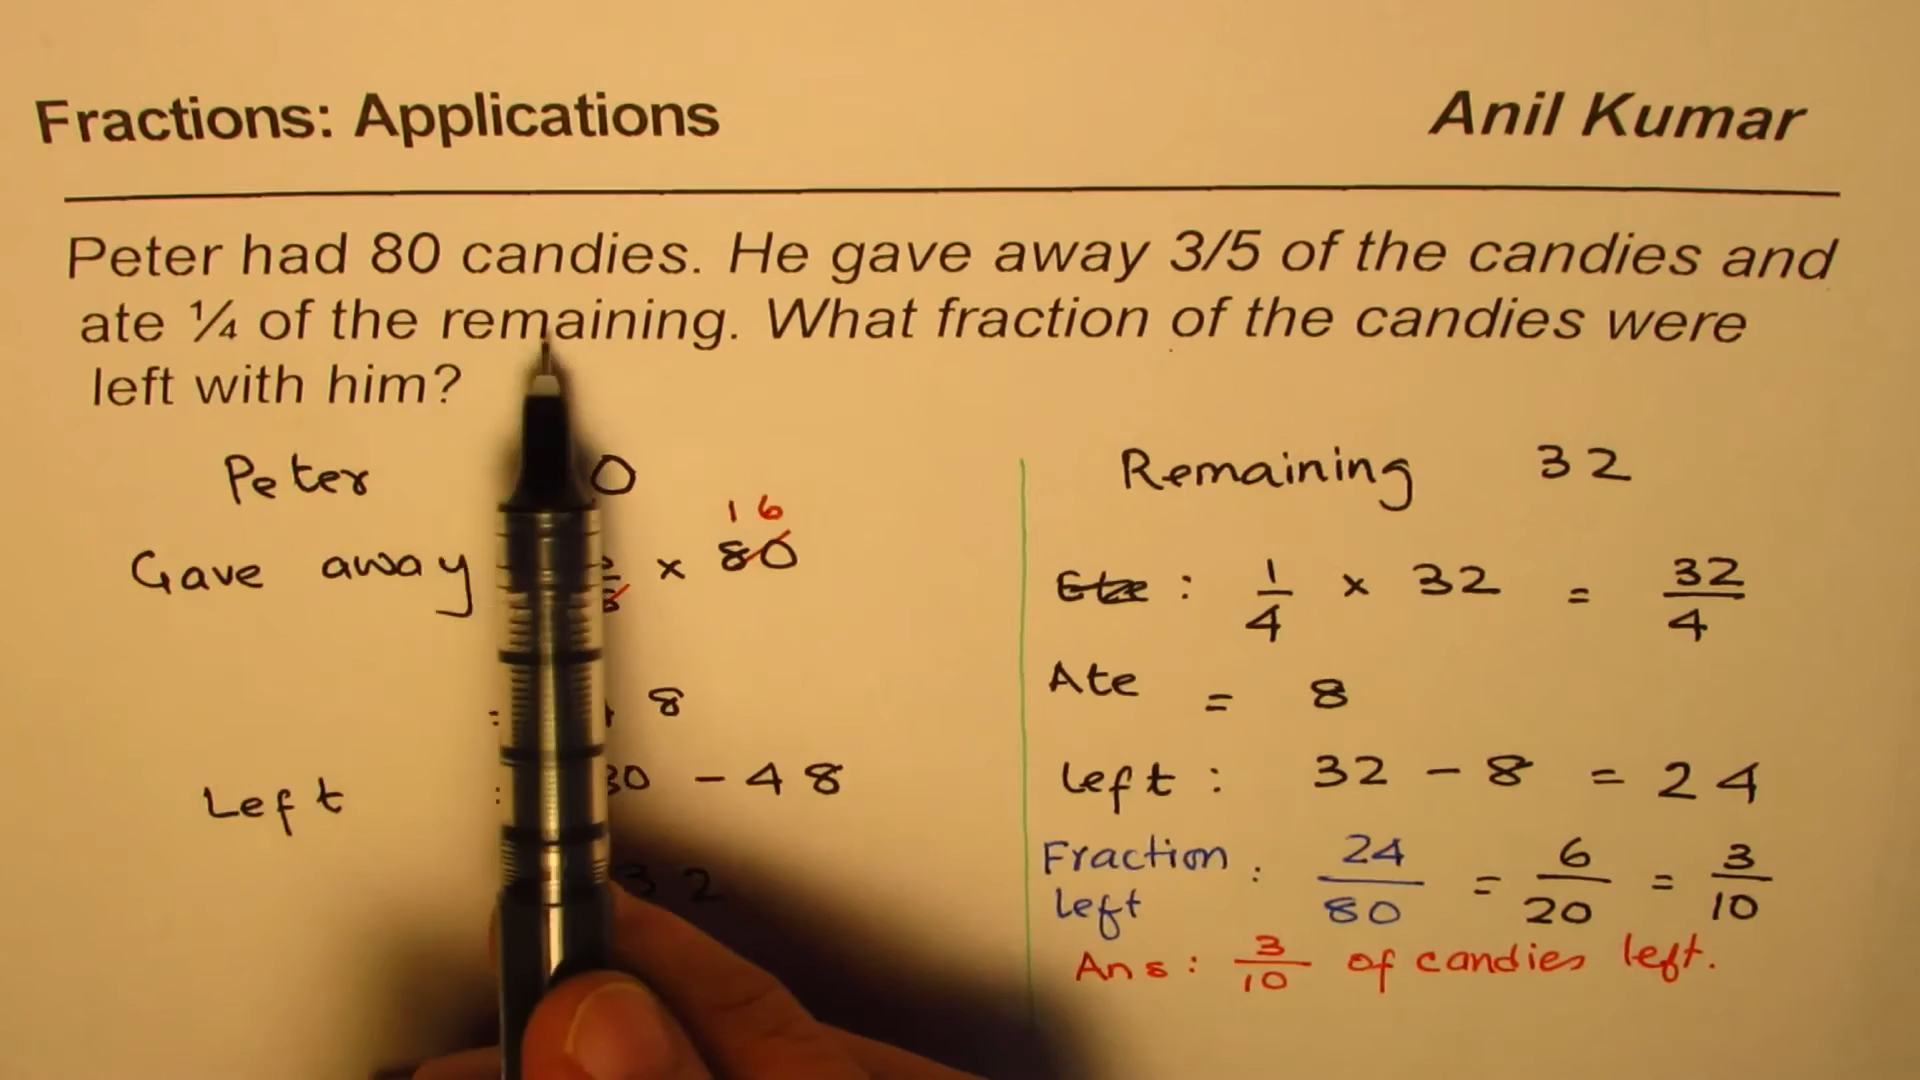 Fractions: Applications
Anil Kumar
Peter had 80 candies. He gave away 3/5 of the candies and
ate ¼ of the remaining. What fraction of the candies were
left with him?
Peter 0
16
Gave away × 80
8
Left 80 - 48
32
Remaining 32
: 1/4 × 32 = 32/4
Ate = 8
left : 32 - 8 = 24
Fraction left : 24/80 = 6/20 = 3/10
Ans: 3/10 of candies left.